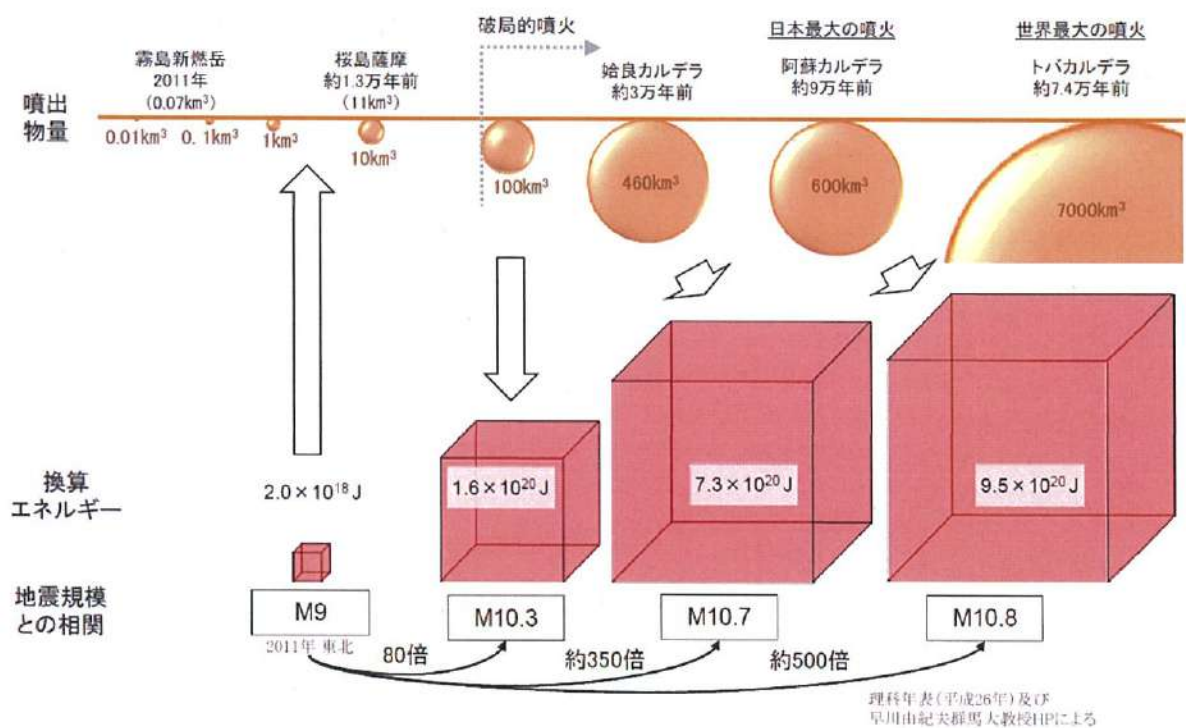 破局的噴火
日本最大の噴火
世界最大の噴火
霧島新燃岳
2011年
(0.07km³)
桜島薩摩
約1.3万年前
(11km³)
姶良カルデラ
約3万年前
阿蘇カルデラ
約9万年前
トバカルデラ
約7.4万年前
噴出
物量
0.01km³
0.1km³
1km³
10km³
100km³
460km³
600km³
7000km³
換算
エネルギー
2.0×10¹⁸J
1.6×10²⁰J
7.3×10²⁰J
9.5×10²⁰J
地震規模
との相関
M9
M10.3
M10.7
M10.8
2011年 東北
80倍
約350倍
約500倍
理科年表(平成26年)及び
早川由紀夫群馬大教授HPによる